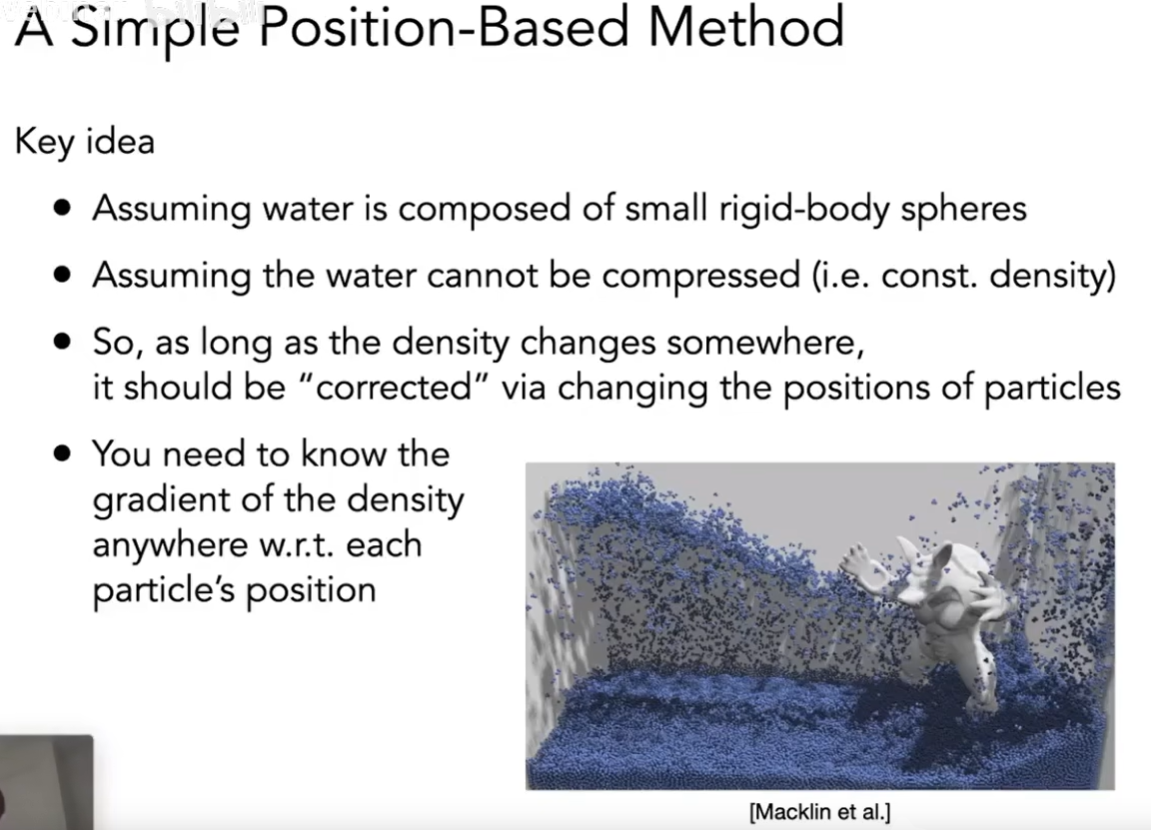 A Simple Position-Based Method
Key idea
● Assuming water is composed of small rigid-body spheres
● Assuming the water cannot be compressed (i.e. const. density)
● So, as long as the density changes somewhere,
it should be “corrected” via changing the positions of particles
● You need to know the
gradient of the density
anywhere w.r.t. each
particle’s position
[Macklin et al.]